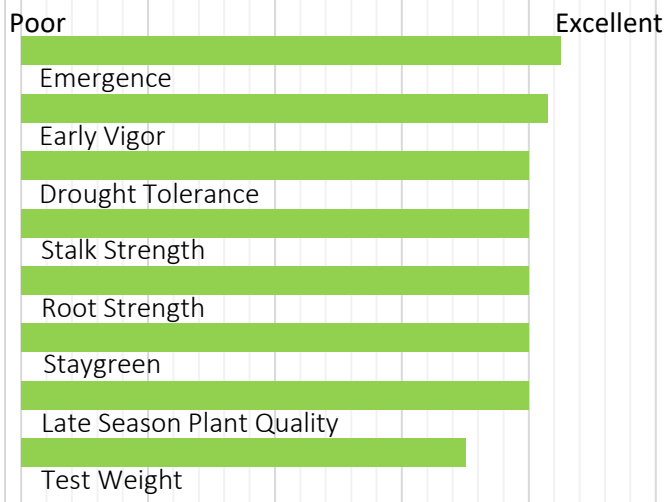 Poor Excellent
Emergence
Early Vigor
Drought Tolerance
Stalk Strength
Root Strength
Staygreen
Late Season Plant Quality
Test Weight